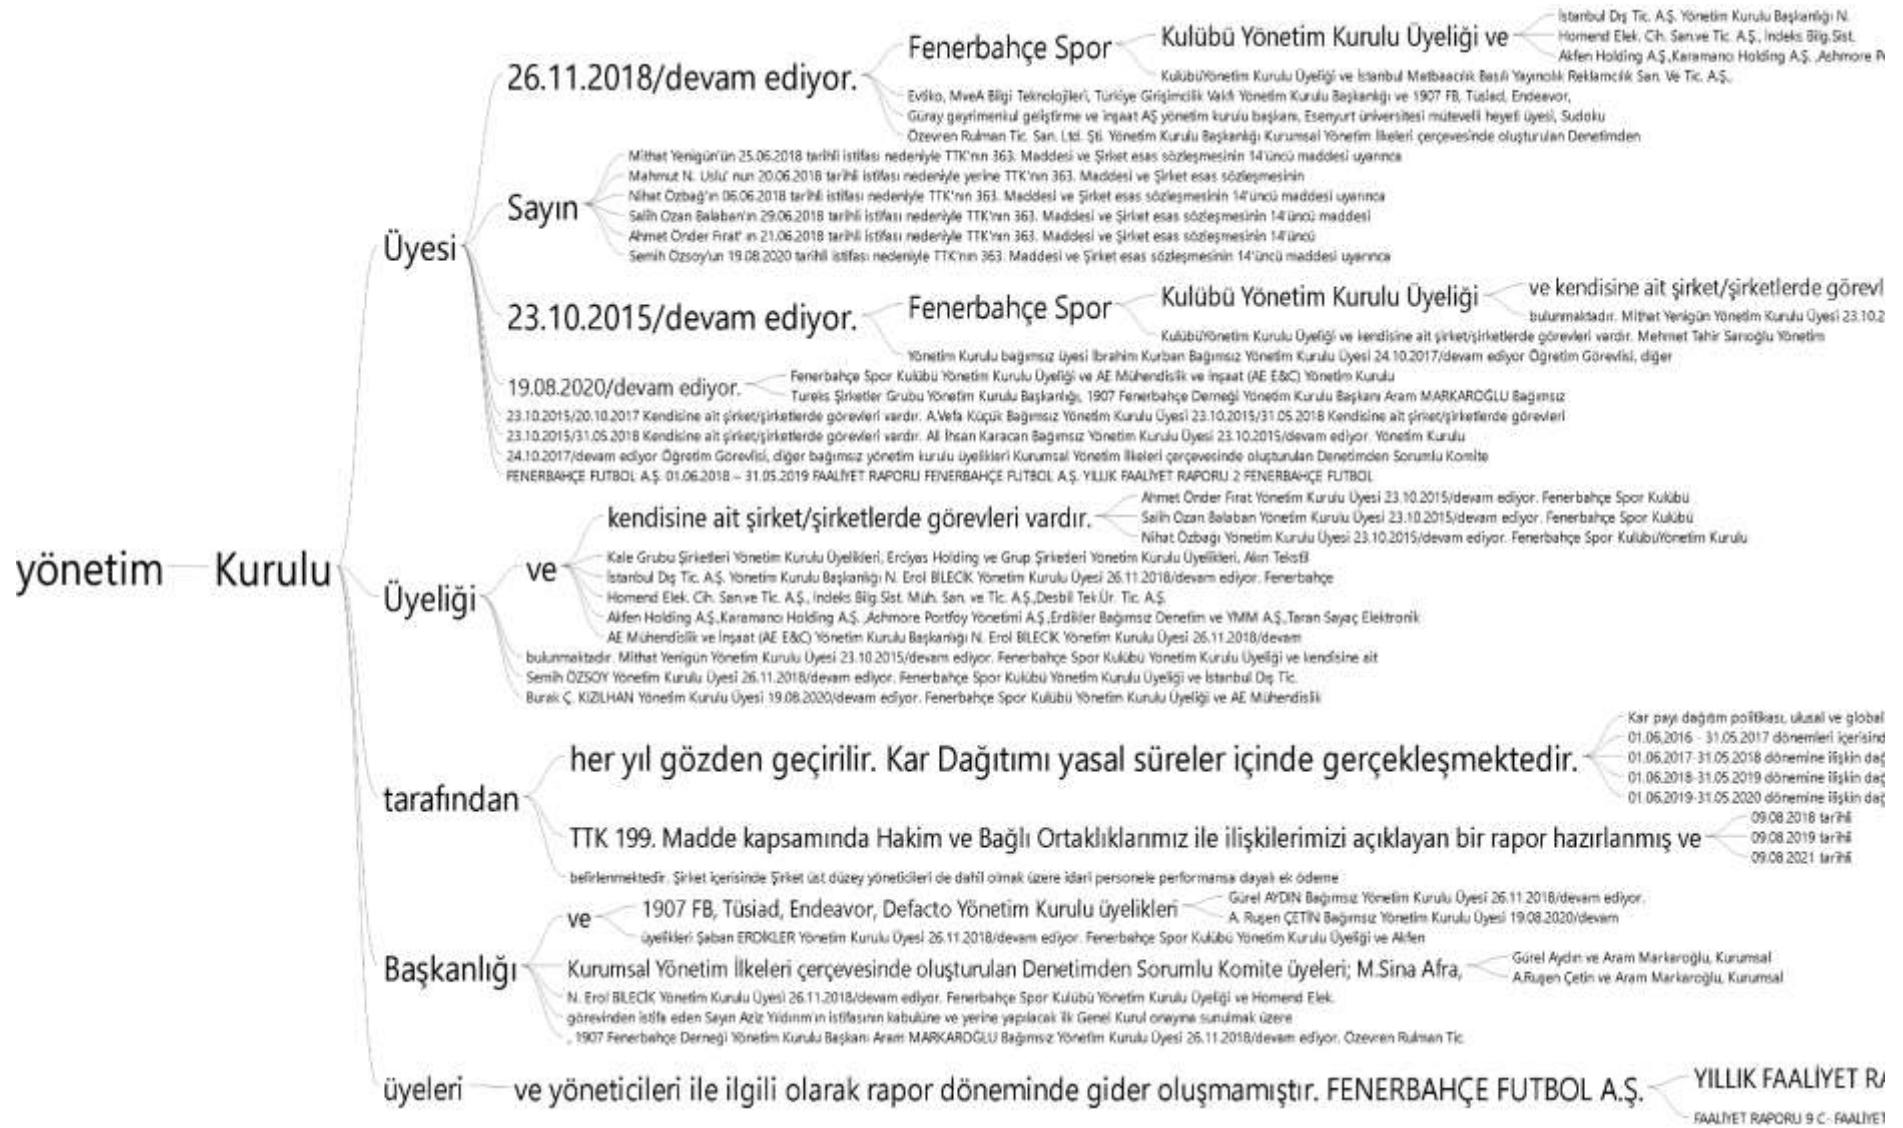 yönetim
Kurulu
Üyesi
26.11.2018/devam ediyor.
Fenerbahçe Spor
Kulübü Yönetim Kurulu Üyeliği ve
İstanbul Dış Tic. A.Ş. Yönetim Kurulu Başkanlığı N.
Homend Elek. Cih. San.ve Tic. A.Ş., İndeks Bilg.Sist.
Akfen Holding A.Ş.,Karamancı Holding A.Ş. ,Ashmore
KulübüYönetim Kurulu Üyeliği ve İstanbul Matbaacılık Basılı Yayıncılık Reklamcılık San. Ve Tic. A.Ş.,
Evtiko, MveA Bilgi Teknolojileri, Türkiye Girişimcilik Vakfı Yönetim Kurulu Başkanlığı ve 1907 FB, Tüsiad, Endeavor,
Güray gayrimenkul geliştirme ve inşaat AŞ yönetim kurulu başkanı, Esenyurt üniversitesi mütevelli heyeti üyesi, Sudoku
Özevren Rulman Tic. San. Ltd. Şti. Yönetim Kurulu Başkanlığı Kurumsal Yönetim İlkeleri çerçevesinde oluşturulan Denetimden
Sayın
Mithat Yenigün'ün 25.06.2018 tarihli istifası nedeniyle TTK'nın 363. Maddesi ve Şirket esas sözleşmesinin 14'üncü maddesi uyarınca
Mahmut N. Uslu' nun 20.06.2018 tarihli istifası nedeniyle yerine TTK'nın 363. Maddesi ve Şirket esas sözleşmesinin
Nihat Özbağ'ın 06.06.2018 tarihli istifası nedeniyle TTK'nın 363. Maddesi ve Şirket esas sözleşmesinin 14'üncü maddesi uyarınca
Salih Ozan Balaban'ın 29.06.2018 tarihli istifası nedeniyle TTK'nın 363. Maddesi ve Şirket esas sözleşmesinin 14'üncü maddesi
Ahmet Önder Fırat' ın 21.06.2018 tarihli istifası nedeniyle TTK'nın 363. Maddesi ve Şirket esas sözleşmesinin 14'üncü
Semih Özsoy'un 19.08.2020 tarihli istifası nedeniyle TTK'nın 363. Maddesi ve Şirket esas sözleşmesinin 14'üncü maddesi uyarınca
23.10.2015/devam ediyor.
Fenerbahçe Spor
Kulübü Yönetim Kurulu Üyeliği
ve kendisine ait şirket/şirketlerde görevl
bulunmaktadır. Mithat Yenigün Yönetim Kurulu Üyesi 23.10.2
KulübüYönetim Kurulu Üyeliği ve kendisine ait şirket/şirketlerde görevleri vardır. Mehmet Tahir Sarıoğlu Yönetim
Yönetim Kurulu bağımsız üyesi İbrahim Kurban Bağımsız Yönetim Kurulu Üyesi 24.10.2017/devam ediyor Öğretim Görevlisi, diğer
19.08.2020/devam ediyor.
Fenerbahçe Spor Kulübü Yönetim Kurulu Üyeliği ve AE Mühendislik ve inşaat (AE E&C) Yönetim Kurulu
Tureks Şirketler Grubu Yönetim Kurulu Başkanlığı, 1907 Fenerbahçe Derneği Yönetim Kurulu Başkanı Aram MARKAROĞLU Bağımsız
23.10.2015/20.10.2017 Kendisine ait şirket/şirketlerde görevleri vardır. A.Vefa Küçük Bağımsız Yönetim Kurulu Üyesi 23.10.2015/31.05.2018 Kendisine ait şirket/şirketlerde görevleri
23.10.2015/31.05.2018 Kendisine ait şirket/şirketlerde görevleri vardır. Ali İhsan Karacan Bağımsız Yönetim Kurulu Üyesi 23.10.2015/devam ediyor. Yönetim Kurulu
24.10.2017/devam ediyor Öğretim Görevlisi, diğer bağımsız yönetim kurulu üyelikleri Kurumsal Yönetim İlkeleri çerçevesinde oluşturulan Denetimden Sorumlu Komite
FENERBAHÇE FUTBOL A.Ş. 01.06.2018 – 31.05.2019 FAALİYET RAPORU FENERBAHÇE FUTBOL A.Ş. YILLIK FAALİYET RAPORU 2 FENERBAHÇE FUTBOL
Üyeliği
ve
kendisine ait şirket/şirketlerde görevleri vardır.
Ahmet Önder Fırat Yönetim Kurulu Üyesi 23.10.2015/devam ediyor. Fenerbahçe Spor Kulübü
Salih Ozan Balaban Yönetim Kurulu Üyesi 23.10.2015/devam ediyor. Fenerbahçe Spor Kulübü
Nihat Özbağı Yönetim Kurulu Üyesi 23.10.2015/devam ediyor. Fenerbahçe Spor KulübüYönetim Kurulu
Kale Grubu Şirketleri Yönetim Kurulu Üyelikleri, Erciyas Holding ve Grup Şirketleri Yönetim Kurulu Üyelikleri, Akın Tekstil
İstanbul Dış Tic. A.Ş. Yönetim Kurulu Başkanlığı N. Erol BİLECİK Yönetim Kurulu Üyesi 26.11.2018/devam ediyor. Fenerbahçe
Homend Elek. Cih. San.ve Tic. A.Ş., İndeks Bilg.Sist. Müh. San. ve Tic. A.Ş.,Desbil Tek.Ür. Tic. A.Ş.
Akfen Holding A.Ş.,Karamancı Holding A.Ş. ,Ashmore Portföy Yönetimi A.Ş.,Erdikler Bağımsız Denetim ve YMM A.Ş.,Taran Sayaç Elektronik
AE Mühendislik ve İnşaat (AE E&C) Yönetim Kurulu Başkanlığı N. Erol BİLECİK Yönetim Kurulu Üyesi 26.11.2018/devam
bulunmaktadır. Mithat Yenigün Yönetim Kurulu Üyesi 23.10.2015/devam ediyor. Fenerbahçe Spor Kulübü Yönetim Kurulu Üyeliği ve kendisine ait
Semih ÖZSOY Yönetim Kurulu Üyesi 26.11.2018/devam ediyor. Fenerbahçe Spor Kulübü Yönetim Kurulu Üyeliği ve İstanbul Dış Tic.
Burak Ç. KIZILHAN Yönetim Kurulu Üyesi 19.08.2020/devam ediyor. Fenerbahçe Spor Kulübü Yönetim Kurulu Üyeliği ve AE Mühendislik
tarafından
her yıl gözden geçirilir. Kar Dağıtımı yasal süreler içinde gerçekleşmektedir.
Kar payı dağıtım politikası, ulusal ve global
01.06.2016 - 31.05.2017 dönemleri içerisind
01.06.2017-31.05.2018 dönemine ilişkin dağ
01.06.2018-31.05.2019 dönemine ilişkin dağ
01.06.2019-31.05.2020 dönemine ilişkin dağ
TTK 199. Madde kapsamında Hakim ve Bağlı Ortaklıklarımız ile ilişkilerimizi açıklayan bir rapor hazırlanmış ve
09.08.2018 tarihli
09.08.2019 tarihli
09.08.2021 tarihli
belirlenmektedir. Şirket içerisinde Şirket üst düzey yöneticileri de dahil olmak üzere idari personele performansa dayalı ek ödeme
Başkanlığı
ve
1907 FB, Tüsiad, Endeavor, Defacto Yönetim Kurulu üyelikleri
Gürel AYDIN Bağımsız Yönetim Kurulu Üyesi 26.11.2018/devam ediyor.
A. Ruşen ÇETİN Bağımsız Yönetim Kurulu Üyesi 19.08.2020/devam
üyelikleri Şaban ERDİKLER Yönetim Kurulu Üyesi 26.11.2018/devam ediyor. Fenerbahçe Spor Kulübü Yönetim Kurulu Üyeliği ve Akfen
Kurumsal Yönetim İlkeleri çerçevesinde oluşturulan Denetimden Sorumlu Komite üyeleri; M.Sina Afra,
Gürel Aydın ve Aram Markaroğlu, Kurumsal
A.Ruşen Çetin ve Aram Markaroğlu, Kurumsal
N. Erol BİLECİK Yönetim Kurulu Üyesi 26.11.2018/devam ediyor. Fenerbahçe Spor Kulübü Yönetim Kurulu Üyeliği ve Homend Elek.
görevinden istifa eden Sayın Aziz Yıldırım'ın istifasının kabulüne ve yerine yapılacak ilk Genel Kurul onayına sunulmak üzere
, 1907 Fenerbahçe Derneği Yönetim Kurulu Başkanı Aram MARKAROĞLU Bağımsız Yönetim Kurulu Üyesi 26.11.2018/devam ediyor. Özevren Rulman Tic.
üyeleri
ve yöneticileri ile ilgili olarak rapor döneminde gider oluşmamıştır. FENERBAHÇE FUTBOL A.Ş.
YILLIK FAALİYET RA
FAALİYET RAPORU 9 C- FAALİYET